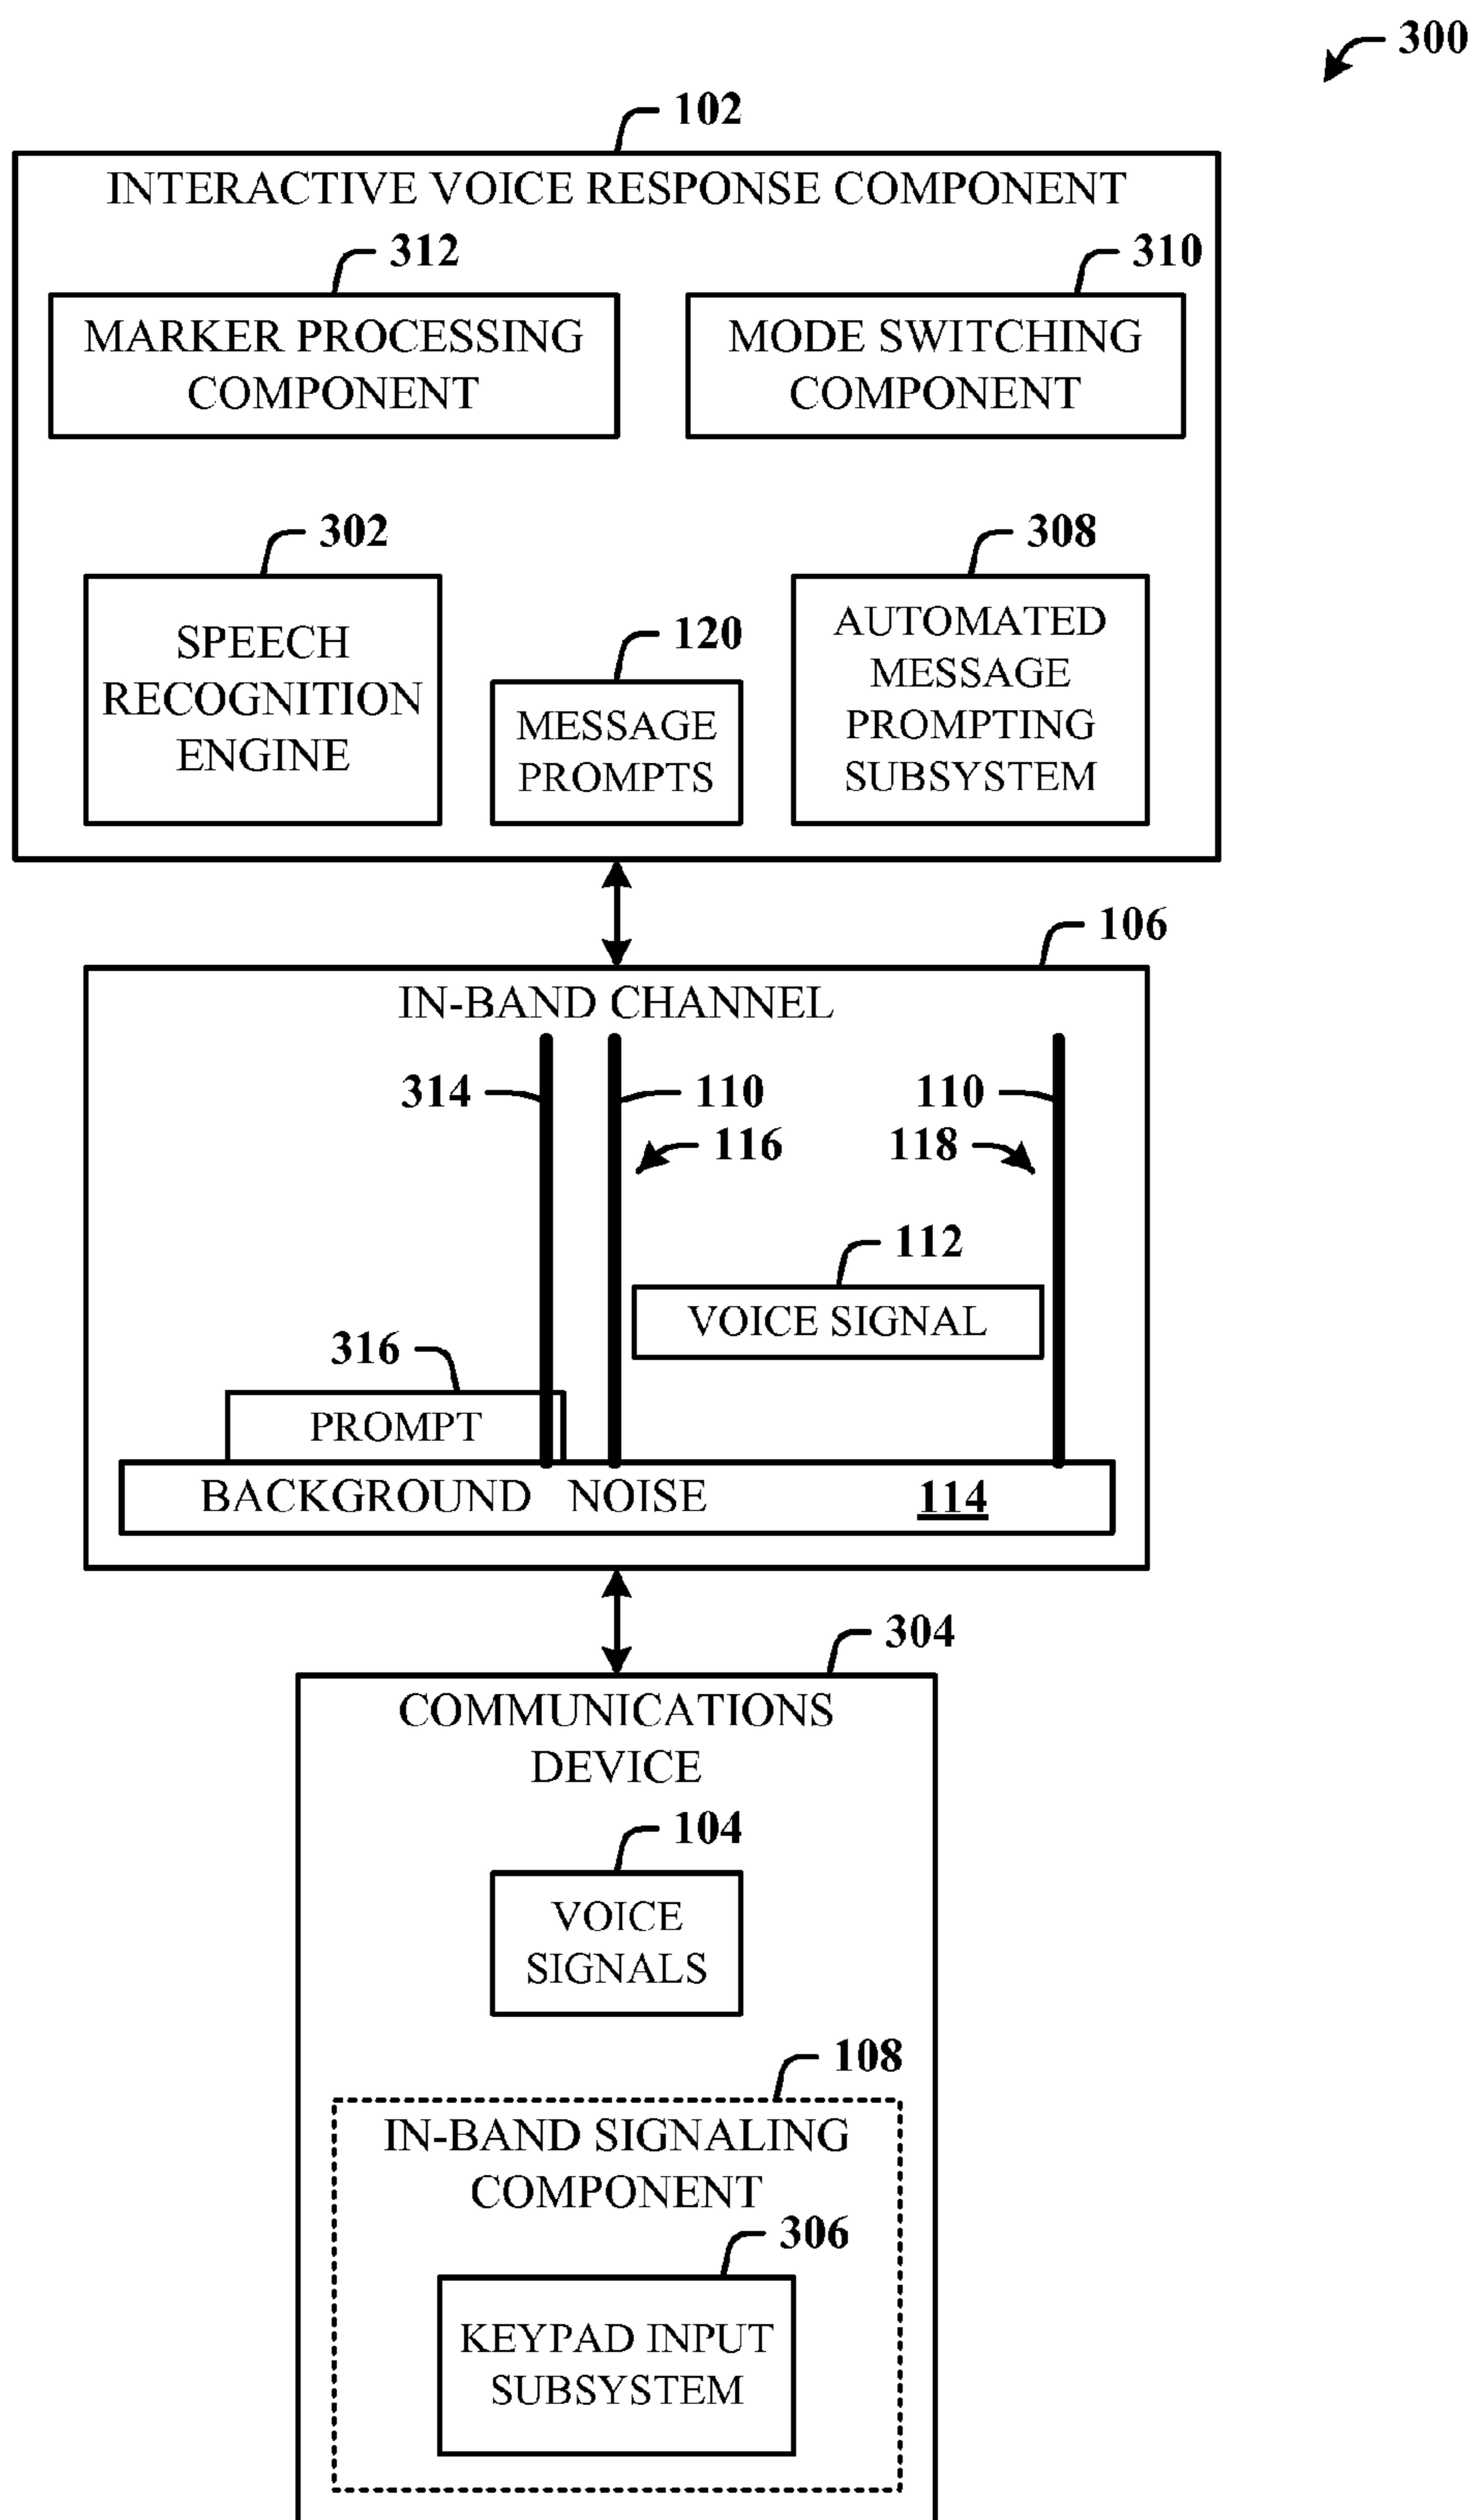 300
102
INTERACTIVE VOICE RESPONSE COMPONENT
312
310
MARKER PROCESSING
COMPONENT
MODE SWITCHING
COMPONENT
302
308
SPEECH
RECOGNITION
ENGINE
120
MESSAGE
PROMPTS
AUTOMATED
MESSAGE
PROMPTING
SUBSYSTEM
106
IN-BAND CHANNEL
314
110
110
116
118
112
VOICE SIGNAL
316
PROMPT
BACKGROUND NOISE 114
304
COMMUNICATIONS
DEVICE
104
VOICE
SIGNALS
108
IN-BAND SIGNALING
COMPONENT
306
KEYPAD INPUT
SUBSYSTEM